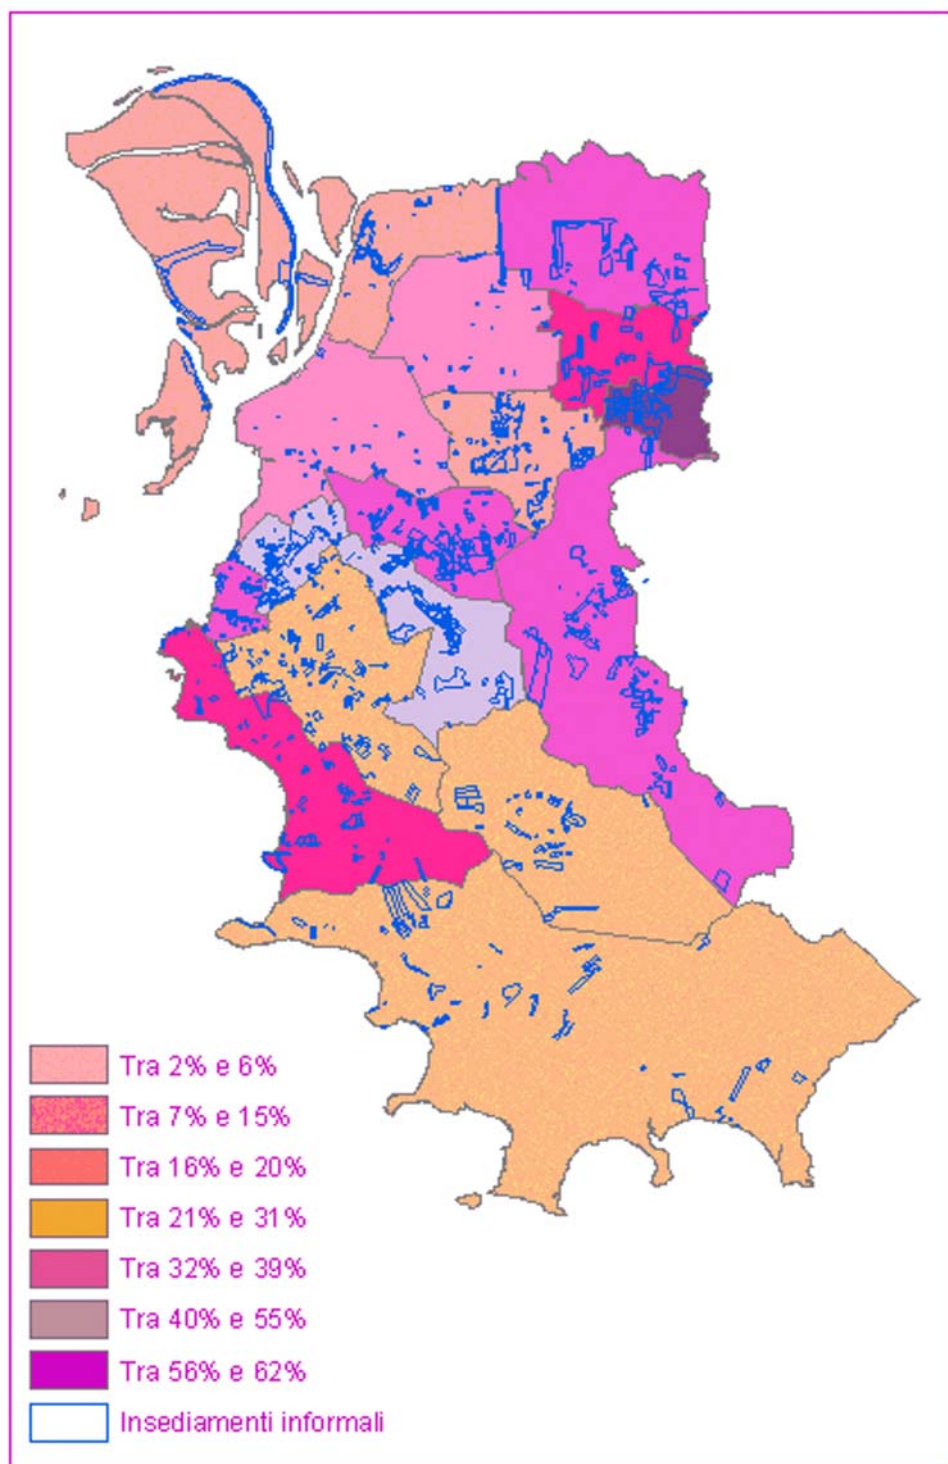 Tra 2% e 6%
Tra 7% e 15%
Tra 16% e 20%
Tra 21% e 31%
Tra 32% e 39%
Tra 40% e 55%
Tra 56% e 62%
Insediamenti informali